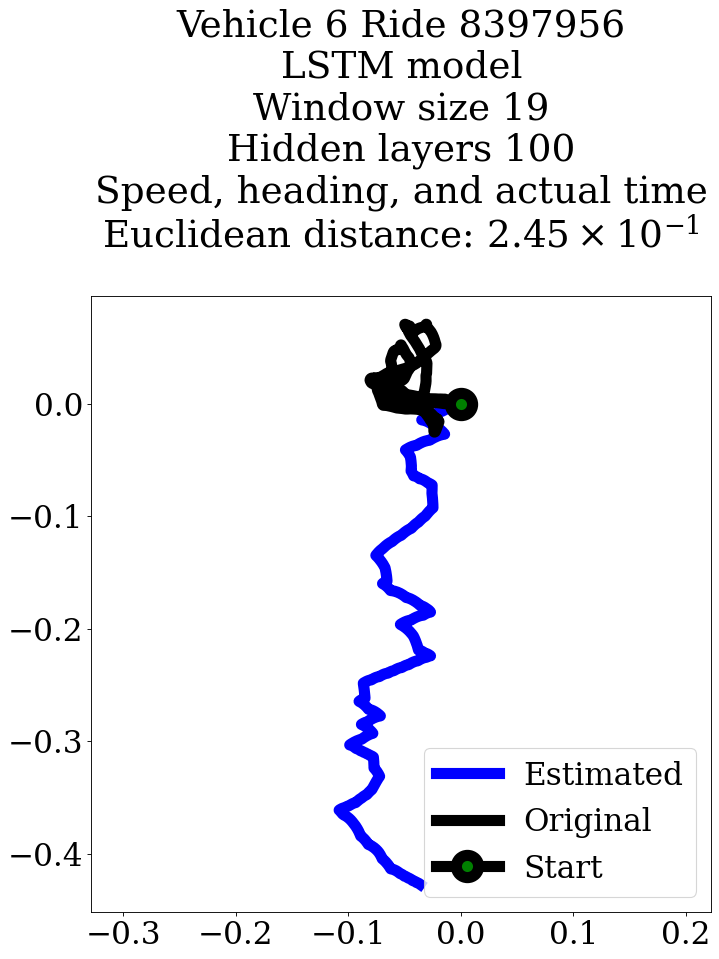 Vehicle 6 Ride 8397956
LSTM model
Window size 19
Hidden layers 100
Speed, heading, and actual time
Euclidean distance: 2.45 × 10⁻¹
0.0
−0.1
−0.2
−0.3
−0.4
Estimated
Original
Start
−0.3 −0.2 −0.1 0.0 0.1 0.2